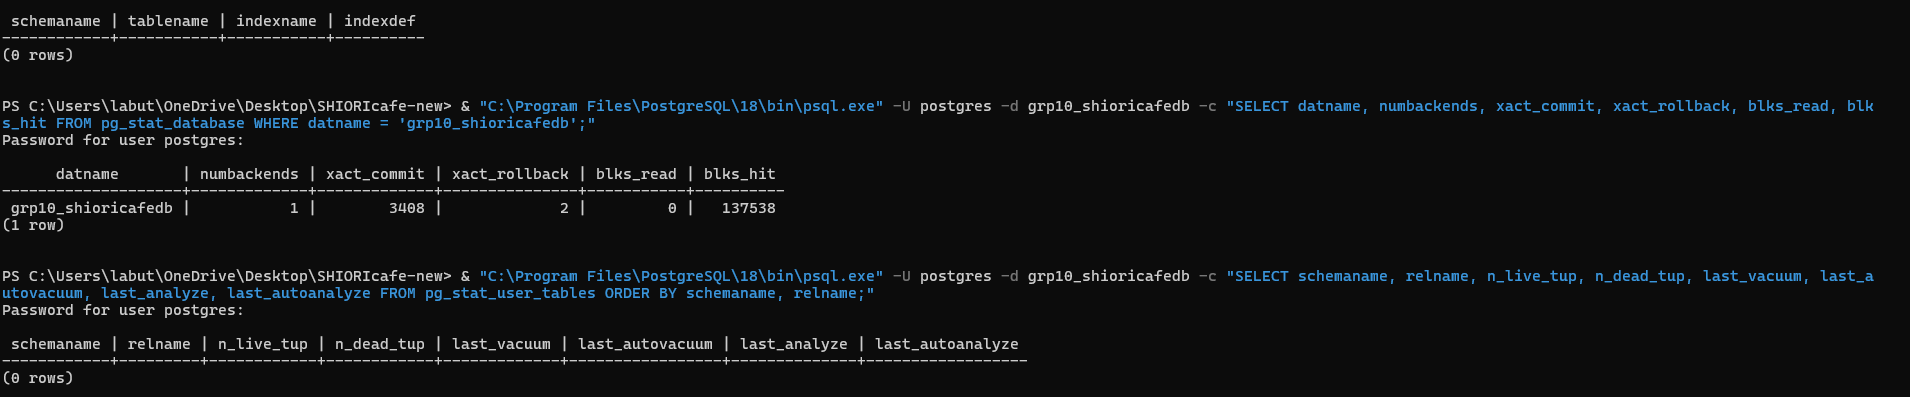 schemaname | tablename | indexname | indexdef
------------+-----------+-----------+----------
(0 rows)
PS C:\Users\labut\OneDrive\Desktop\SHIORIcafe-new> & "C:\Program Files\PostgreSQL\18\bin\psql.exe" -U postgres -d grp10_shioricafedb -c "SELECT datname, numbackends, xact_commit, xact_rollback, blks_read, blk
s_hit FROM pg_stat_database WHERE datname = 'grp10_shioricafedb';"
Password for user postgres:
      datname       | numbackends | xact_commit | xact_rollback | blks_read | blks_hit
--------------------+-------------+-------------+---------------+-----------+----------
 grp10_shioricafedb |           1 |        3408 |             2 |         0 |   137538
(1 row)
PS C:\Users\labut\OneDrive\Desktop\SHIORIcafe-new> & "C:\Program Files\PostgreSQL\18\bin\psql.exe" -U postgres -d grp10_shioricafedb -c "SELECT schemaname, relname, n_live_tup, n_dead_tup, last_vacuum, last_a
utovacuum, last_analyze, last_autoanalyze FROM pg_stat_user_tables ORDER BY schemaname, relname;"
Password for user postgres:
 schemaname | relname | n_live_tup | n_dead_tup | last_vacuum | last_autovacuum | last_analyze | last_autoanalyze
------------+---------+------------+------------+-------------+-----------------+--------------+------------------
(0 rows)